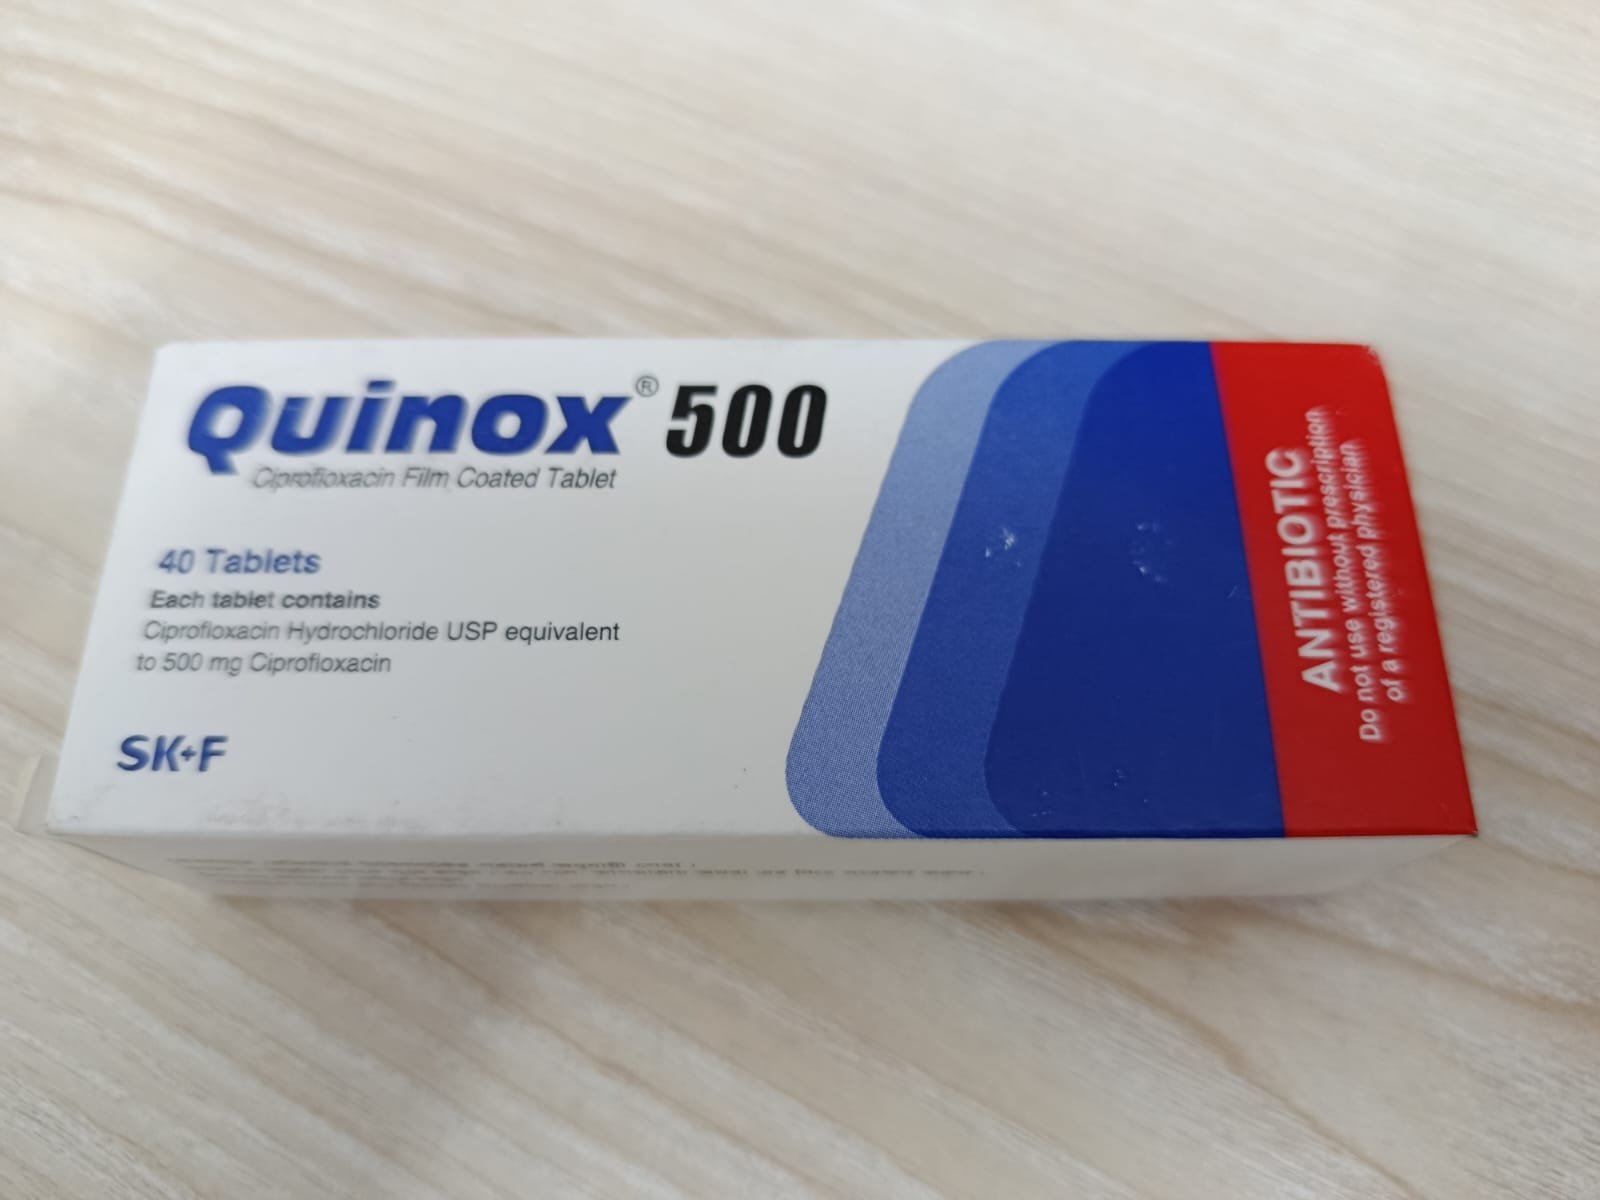 Quinox® 500
Ciprofloxacin Film Coated Tablet
40 Tablets
Each tablet contains
Ciprofloxacin Hydrochloride USP equivalent
to 500 mg Ciprofloxacin
SK+F
ANTIBIOTIC
Do not use without prescription
of a registered physician